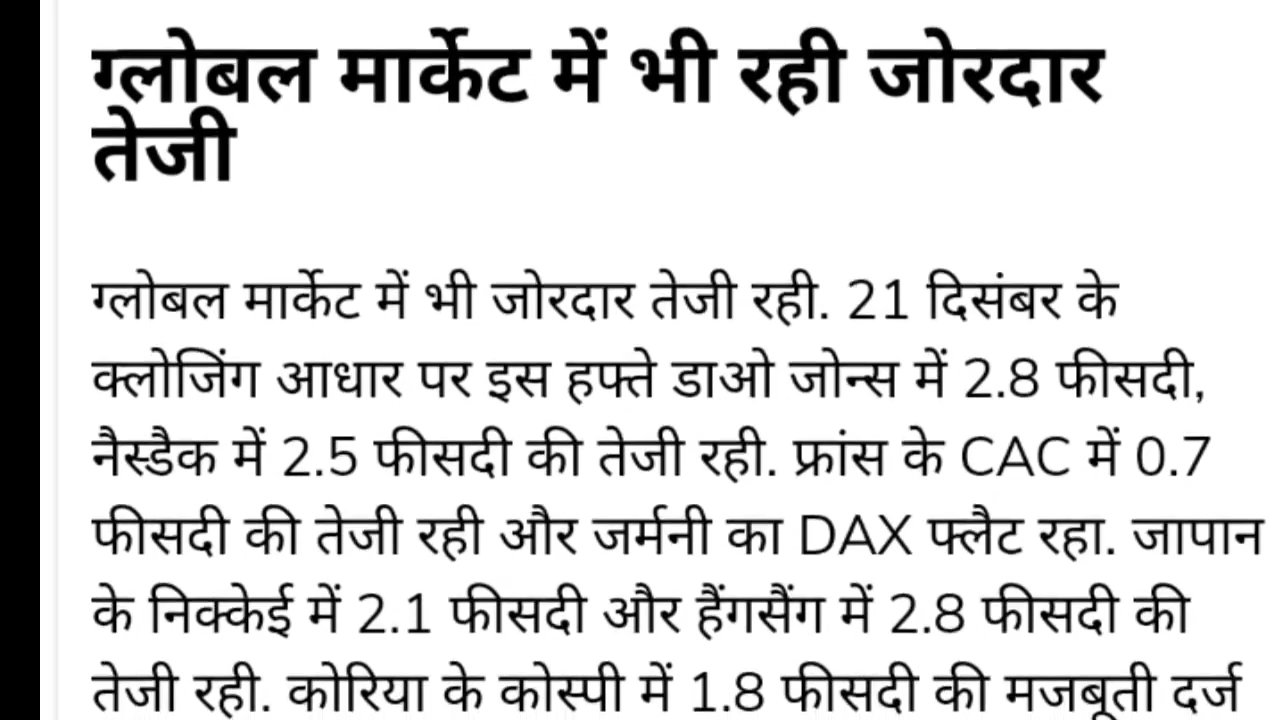 ग्लोबल मार्केट में भी रही जोरदार
तेजी
ग्लोबल मार्केट में भी जोरदार तेजी रही. 21 दिसंबर के
क्लोजिंग आधार पर इस हफ्ते डाओ जोन्स में 2.8 फीसदी,
नैस्डैक में 2.5 फीसदी की तेजी रही. फ्रांस के CAC में 0.7
फीसदी की तेजी रही और जर्मनी का DAX फ्लैट रहा. जापान
के निक्केई में 2.1 फीसदी और हैंगसैंग में 2.8 फीसदी की
तेजी रही. कोरिया के कोस्पी में 1.8 फीसदी की मजबूती दर्ज